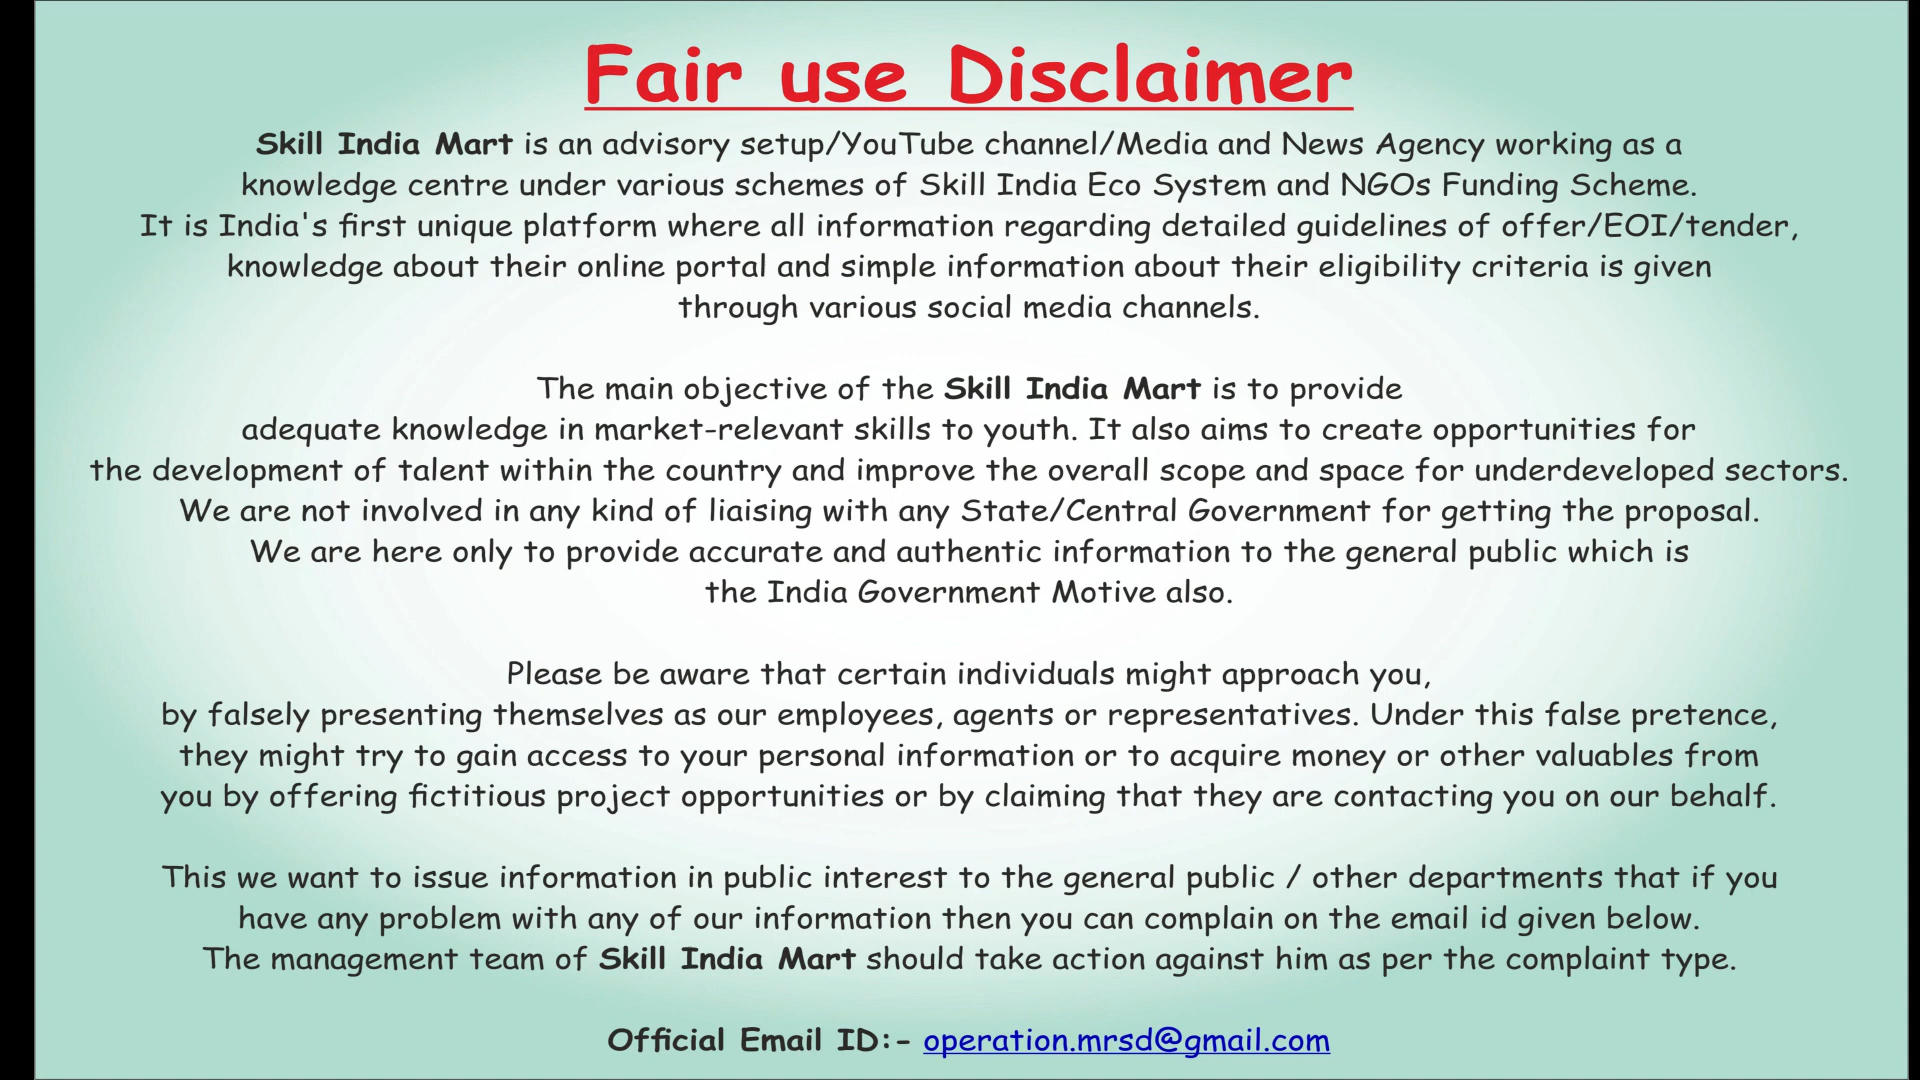 Fair use Disclaimer
Skill India Mart is an advisory setup/YouTube channel/Media and News Agency working as a
knowledge centre under various schemes of Skill India Eco System and NGOs Funding Scheme.
It is India's first unique platform where all information regarding detailed guidelines of offer/EOI/tender,
knowledge about their online portal and simple information about their eligibility criteria is given
through various social media channels.
The main objective of the Skill India Mart is to provide
adequate knowledge in market-relevant skills to youth. It also aims to create opportunities for
the development of talent within the country and improve the overall scope and space for underdeveloped sectors.
We are not involved in any kind of liaising with any State/Central Government for getting the proposal.
We are here only to provide accurate and authentic information to the general public which is
the India Government Motive also.
Please be aware that certain individuals might approach you,
by falsely presenting themselves as our employees, agents or representatives. Under this false pretence,
they might try to gain access to your personal information or to acquire money or other valuables from
you by offering fictitious project opportunities or by claiming that they are contacting you on our behalf.
This we want to issue information in public interest to the general public / other departments that if you
have any problem with any of our information then you can complain on the email id given below.
The management team of Skill India Mart should take action against him as per the complaint type.
Official Email ID:- operation.mrsd@gmail.com